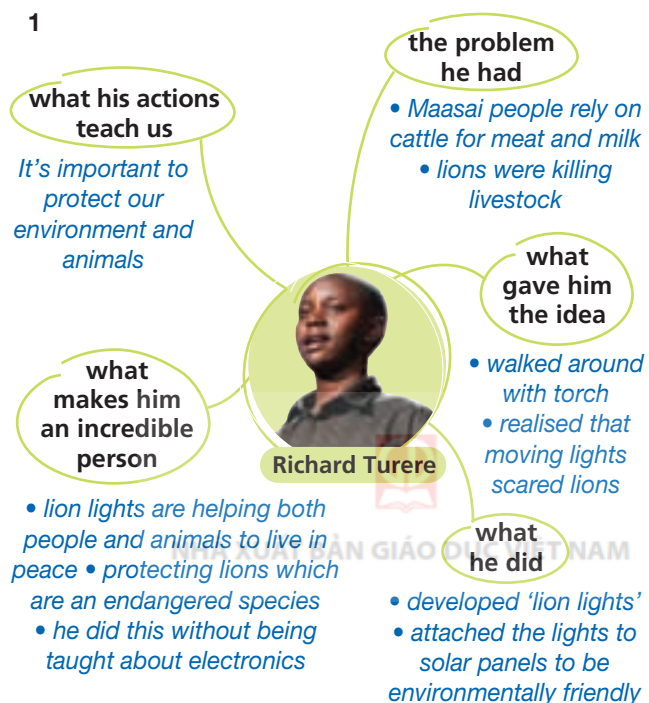 1
the problem
he had
• Maasai people rely on
cattle for meat and milk
• lions were killing
livestock
what his actions
teach us
It's important to
protect our
environment and
animals
what
gave him
the idea
• walked around
with torch
• realised that
moving lights
scared lions
what
makes him
an incredible
person
• lion lights are helping both
people and animals to live in
peace • protecting lions which
are an endangered species
• he did this without being
taught about electronics
Richard Turere
what
he did
• developed 'lion lights'
• attached the lights to
solar panels to be
environmentally friendly
NHÀ XUẤT BẢN GIÁO DỤC VIỆT NAM